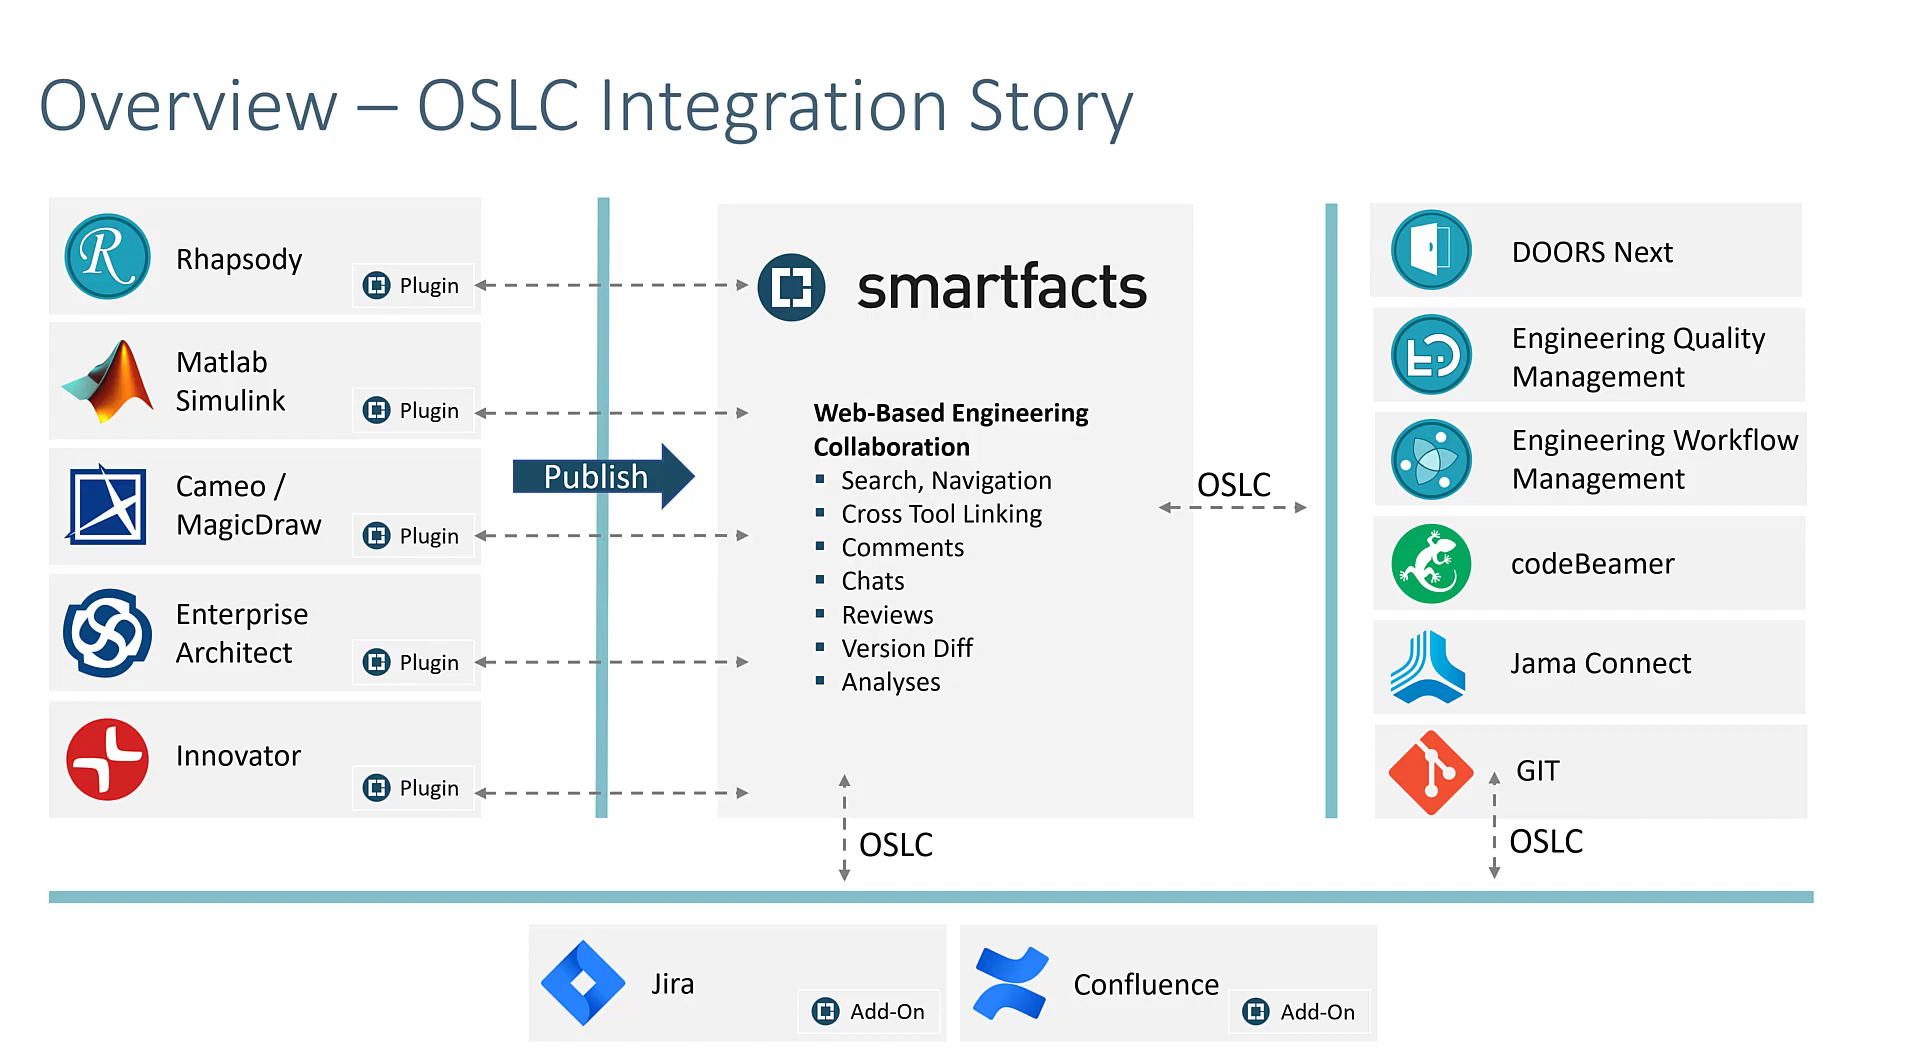 Overview – OSLC Integration Story
Rhapsody
Plugin
Matlab
Simulink
Plugin
Cameo /
MagicDraw
Plugin
Enterprise
Architect
Plugin
Innovator
Plugin
Publish
smartfacts
Web-Based Engineering
Collaboration
Search, Navigation
Cross Tool Linking
Comments
Chats
Reviews
Version Diff
Analyses
OSLC
OSLC
DOORS Next
Engineering Quality
Management
Engineering Workflow
Management
codeBeamer
Jama Connect
GIT
OSLC
Jira
Add-On
Confluence
Add-On